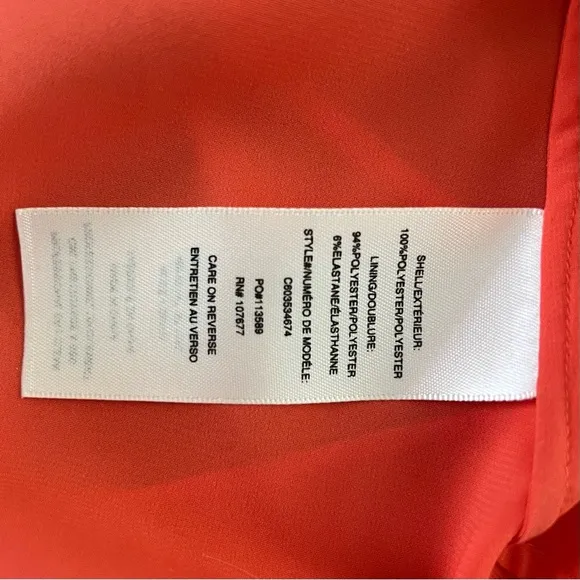 SHELL/EXTÉRIEUR:
100%POLYESTER/POLYESTER
LINING/DOUBLURE:
94%POLYESTER/POLYESTER
6%ELASTANE/ÉLASTHANNE
STYLE#/NUMÉRO DE MODÈLE:
C603534674
PO#113589
RN# 107677
CARE ON REVERSE
ENTRETIEN AU VERSO